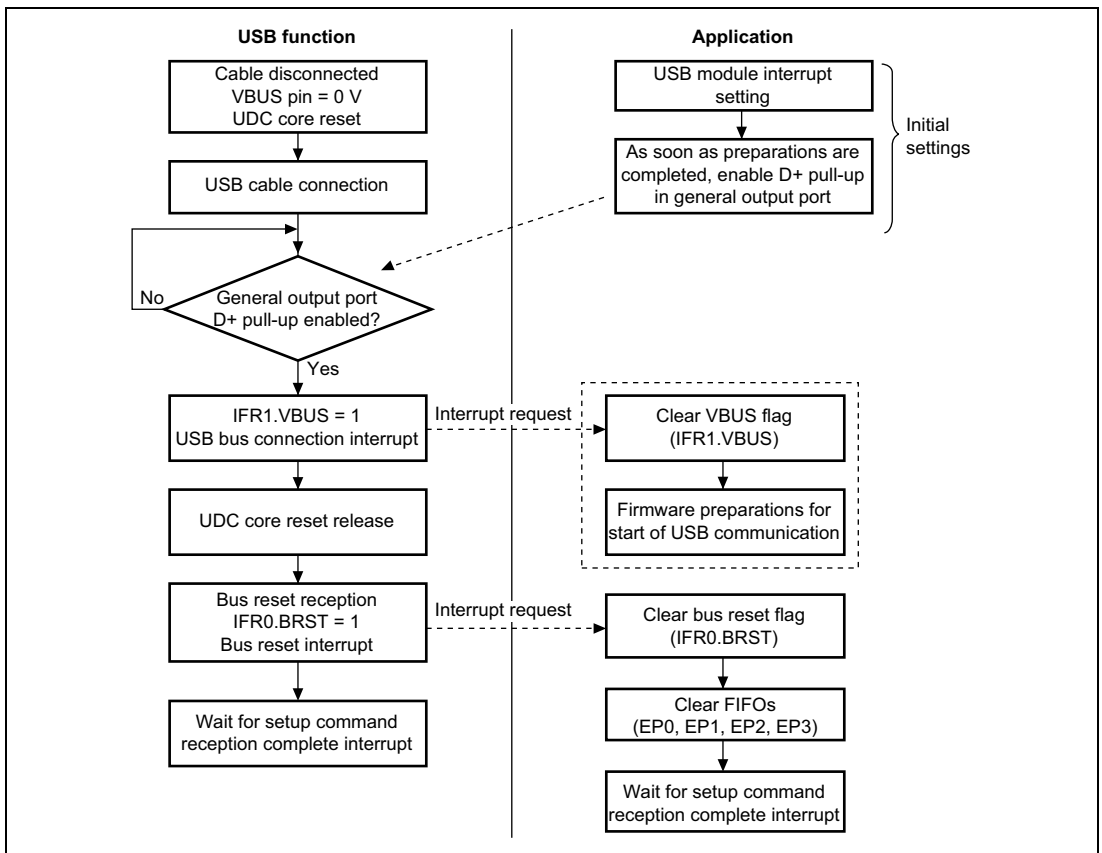 USB function
Application
Cable disconnected
VBUS pin = 0 V
UDC core reset
USB module interrupt
setting
Initial
settings
As soon as preparations are
completed, enable D+ pull-up
in general output port
USB cable connection
General output port
D+ pull-up enabled?
No
Yes
IFR1.VBUS = 1
USB bus connection interrupt
Interrupt request
Clear VBUS flag
(IFR1.VBUS)
UDC core reset release
Firmware preparations for
start of USB communication
Bus reset reception
IFR0.BRST = 1
Bus reset interrupt
Interrupt request
Clear bus reset flag
(IFR0.BRST)
Clear FIFOs
(EP0, EP1, EP2, EP3)
Wait for setup command
reception complete interrupt
Wait for setup command
reception complete interrupt